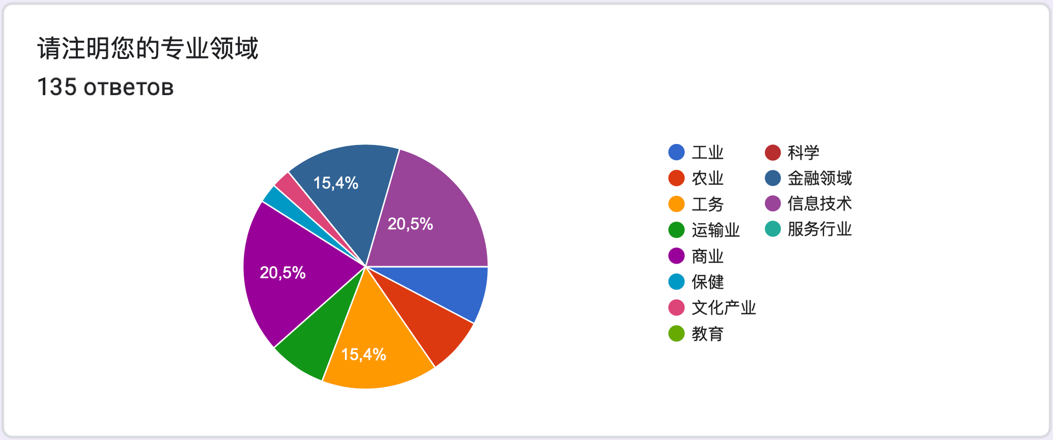 请注明您的专业领域
135 ответов
15,4%
20,5%
20,5%
15,4%
工业
农业
工务
运输业
商业
保健
文化产业
教育
科学
金融领域
信息技术
服务行业